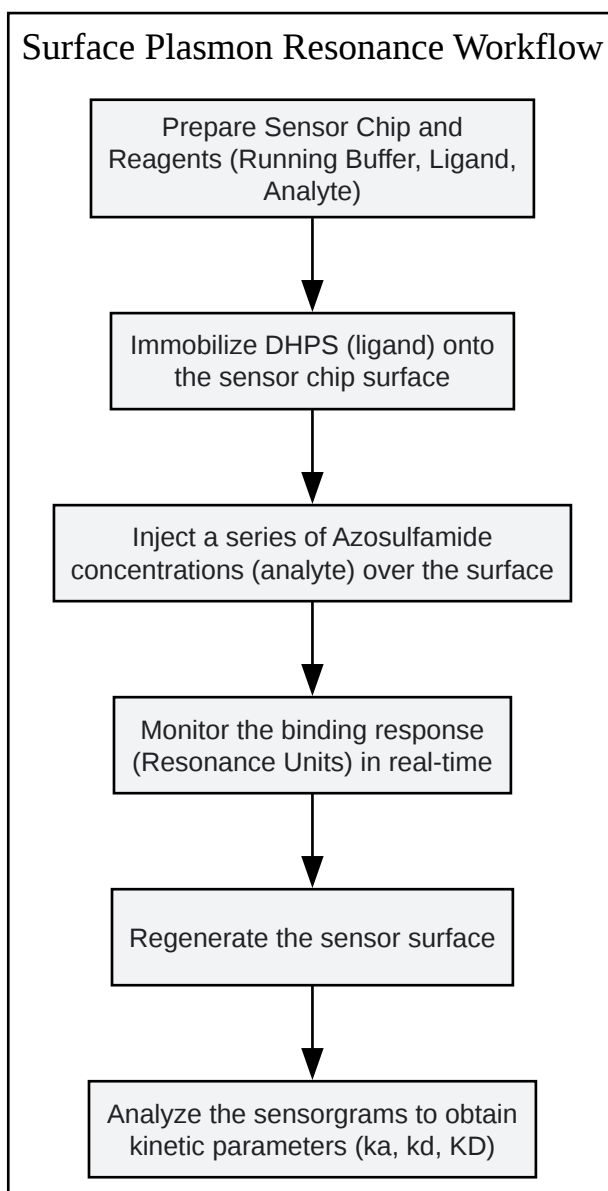 Surface Plasmon Resonance Workflow
Prepare Sensor Chip and
Reagents (Running Buffer, Ligand,
Analyte)
Immobilize DHPS (ligand) onto
the sensor chip surface
Inject a series of Azosulfamide
concentrations (analyte) over the surface
Monitor the binding response
(Resonance Units) in real-time
Regenerate the sensor surface
Analyze the sensorgrams to obtain
kinetic parameters (ka, kd, KD)